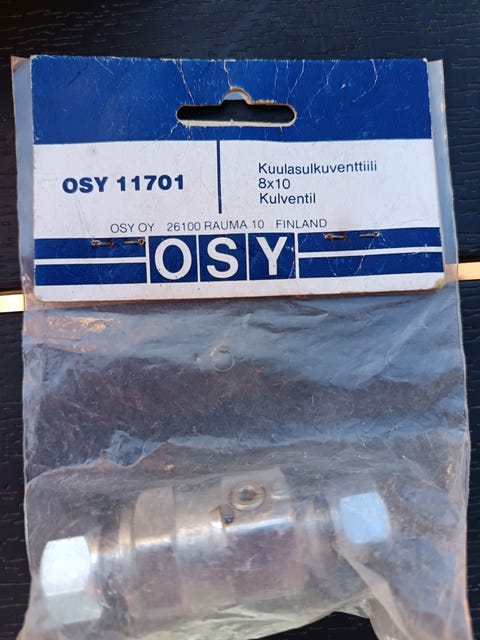 OSY 11701
Kuulasulkuventtiili
8x10
Kulventil
OSY OY 26100 RAUMA 10 FINLAND
OSY